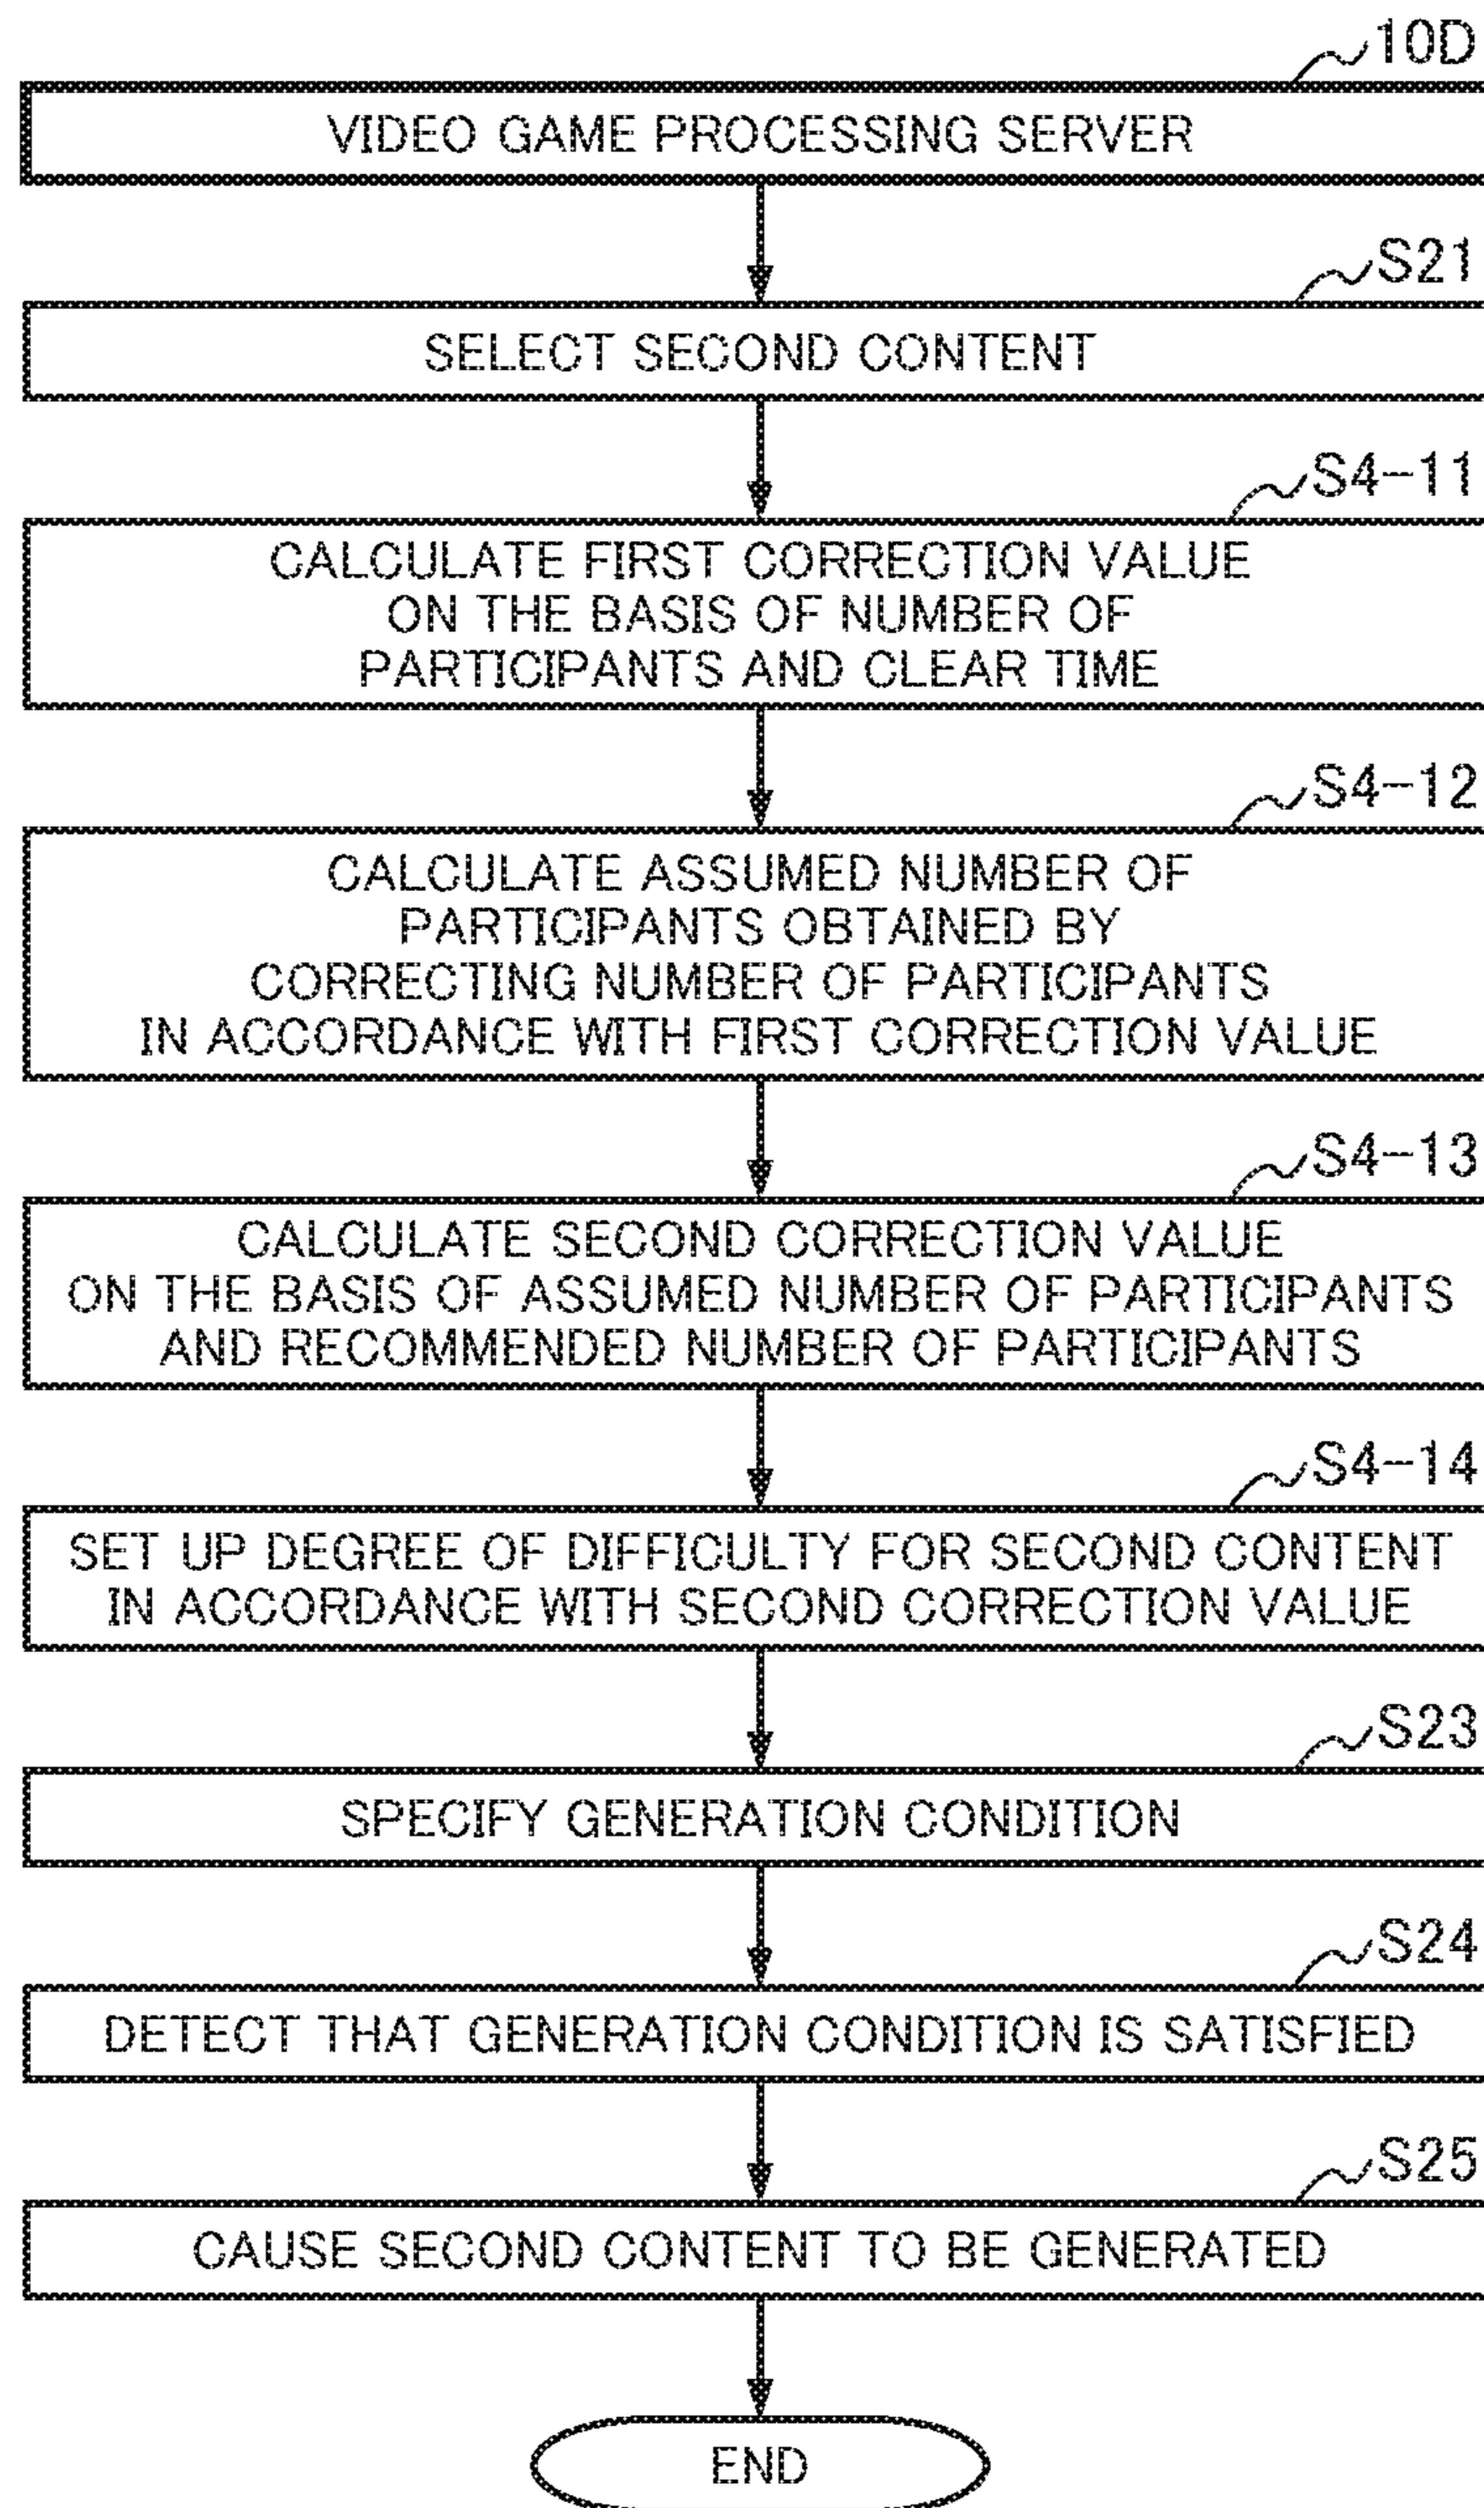 10D
VIDEO GAME PROCESSING SERVER
S21
SELECT SECOND CONTENT
S4-11
CALCULATE FIRST CORRECTION VALUE
ON THE BASIS OF NUMBER OF
PARTICIPANTS AND CLEAR TIME
S4-12
CALCULATE ASSUMED NUMBER OF
PARTICIPANTS OBTAINED BY
CORRECTING NUMBER OF PARTICIPANTS
IN ACCORDANCE WITH FIRST CORRECTION VALUE
S4-13
CALCULATE SECOND CORRECTION VALUE
ON THE BASIS OF ASSUMED NUMBER OF PARTICIPANTS
AND RECOMMENDED NUMBER OF PARTICIPANTS
S4-14
SET UP DEGREE OF DIFFICULTY FOR SECOND CONTENT
IN ACCORDANCE WITH SECOND CORRECTION VALUE
S23
SPECIFY GENERATION CONDITION
S24
DETECT THAT GENERATION CONDITION IS SATISFIED
S25
CAUSE SECOND CONTENT TO BE GENERATED
END